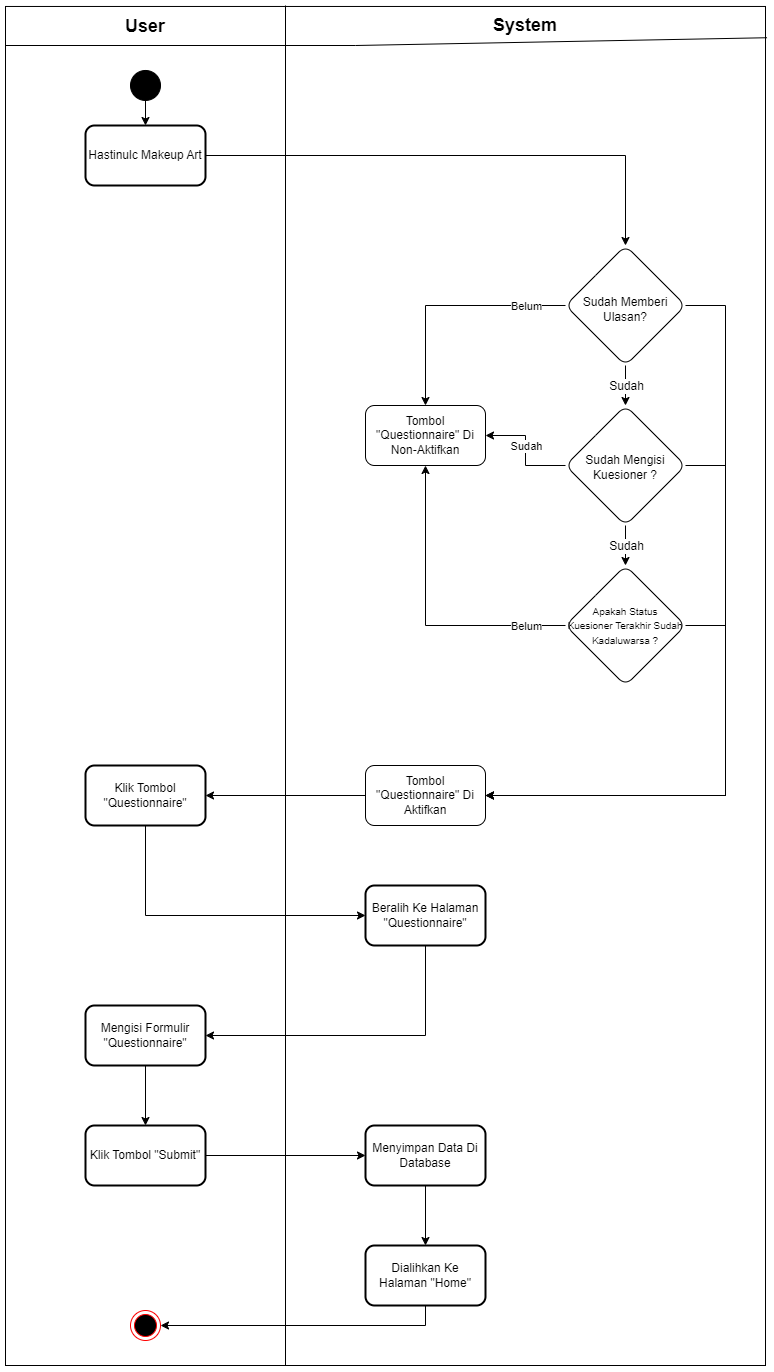 User
System
Hastinulc Makeup Art
Sudah Memberi
Ulasan?
Belum
Sudah
Tombol
"Questionnaire" Di
Non-Aktifkan
Sudah
Sudah Mengisi
Kuesioner ?
Sudah
Apakah Status
Kuesioner Terakhir Sudah
Kadaluwarsa ?
Belum
Klik Tombol
"Questionnaire"
Tombol
"Questionnaire" Di
Aktifkan
Beralih Ke Halaman
"Questionnaire"
Mengisi Formulir
"Questionnaire"
Klik Tombol "Submit"
Menyimpan Data Di
Database
Dialihkan Ke
Halaman "Home"